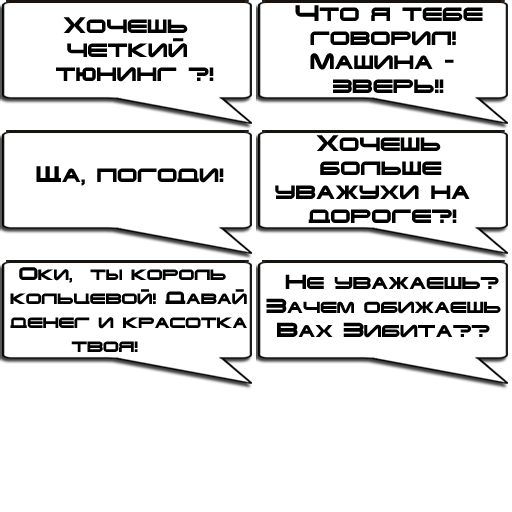 Хочешь
четкий
тюнинг ?!
Что я тебе
говорил!
Машина -
зверь!!
Ща, погоди!
Хочешь
больше
уважухи на
дороге?!
Оки, ты король
кольцевой! Давай
денег и красотка
твоя!
Не уважаешь?
Зачем обижаешь
Вах Зибита??